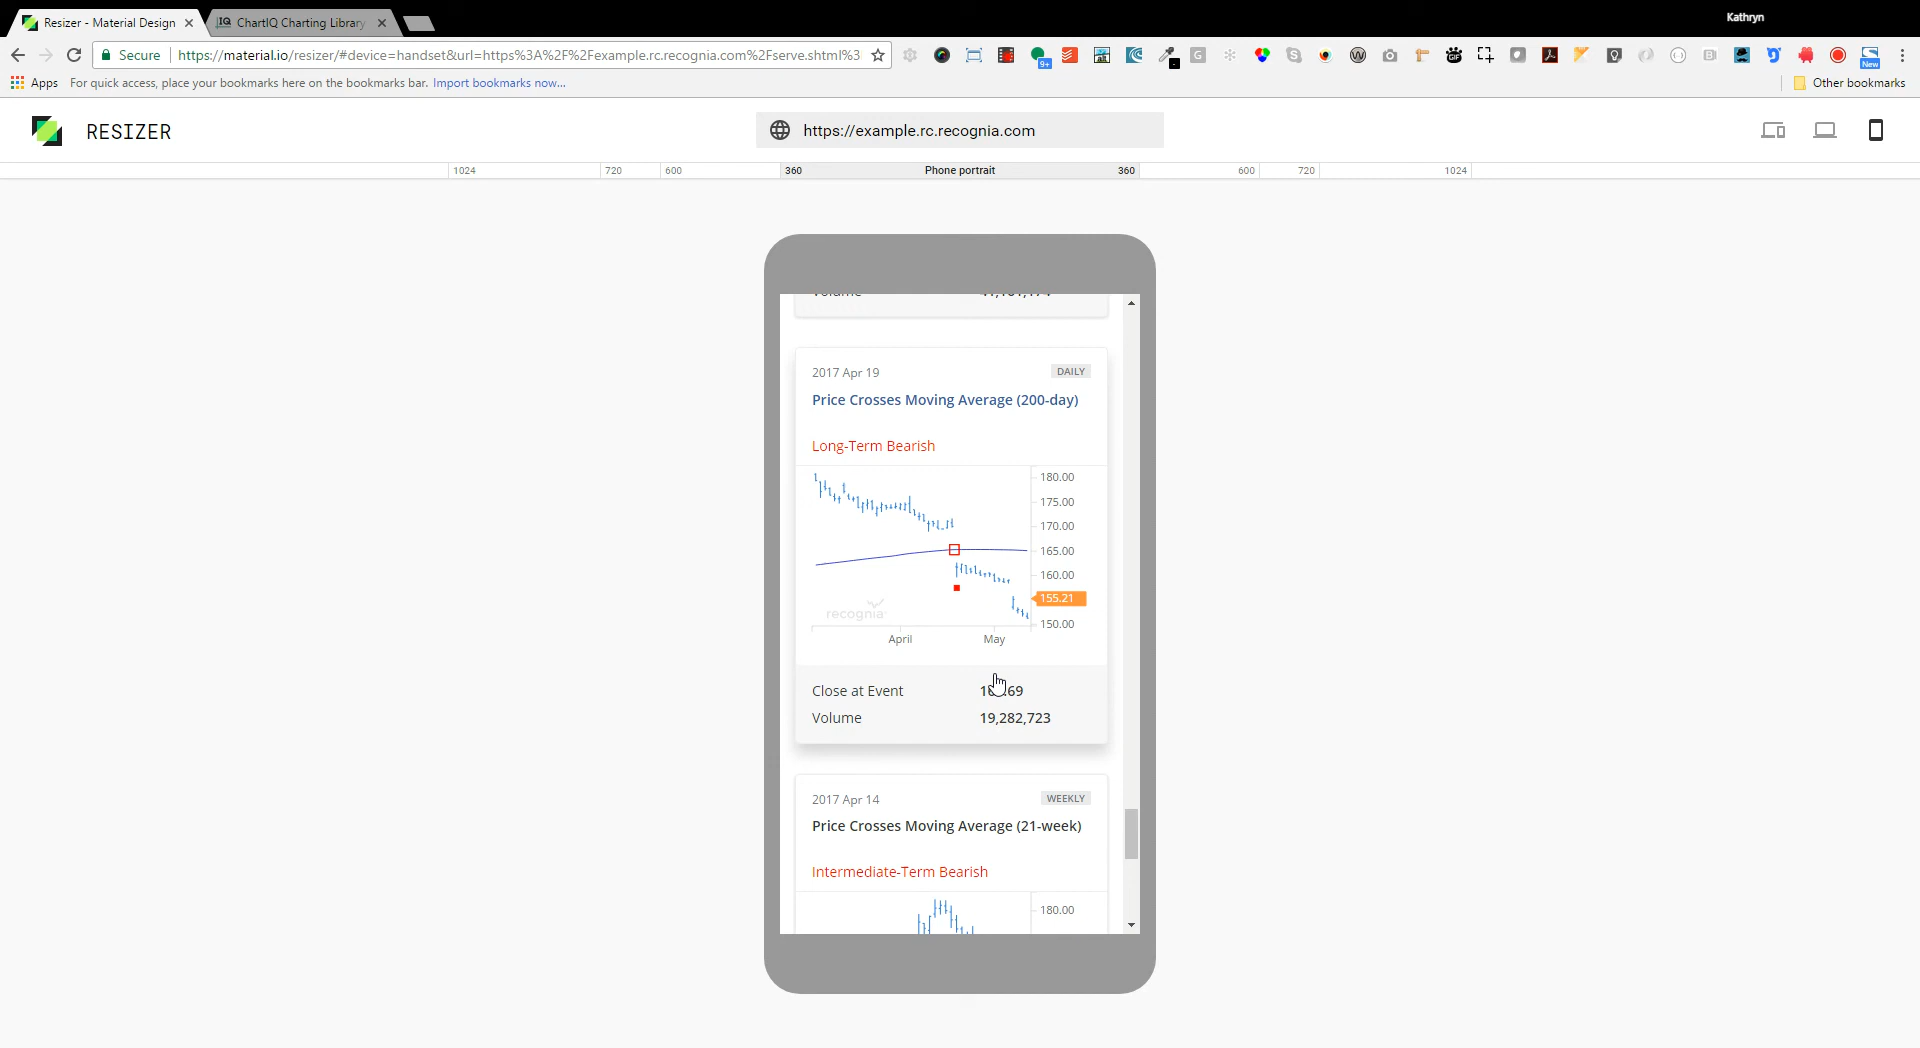 Resizer - Material Design
ChartIQ Charting Library
Kathryn
Secure
https://material.io/resizer/#device=handset&url=https%3A%2F%2Fexample.rc.recognia.com%2Fserve.shtml%3
9+
New
Apps
For quick access, place your bookmarks here on the bookmarks bar. Import bookmarks now...
Other bookmarks
RESIZER
https://example.rc.recognia.com
1024 720 600 360 Phone portrait 360 600 720 1024
Volume
2017 Apr 19
DAILY
Price Crosses Moving Average (200-day)
Long-Term Bearish
180.00
175.00
170.00
165.00
160.00
155.21
150.00
recognia
April May
Close at Event
Volume 19,282,723
2017 Apr 14
WEEKLY
Price Crosses Moving Average (21-week)
Intermediate-Term Bearish
180.00